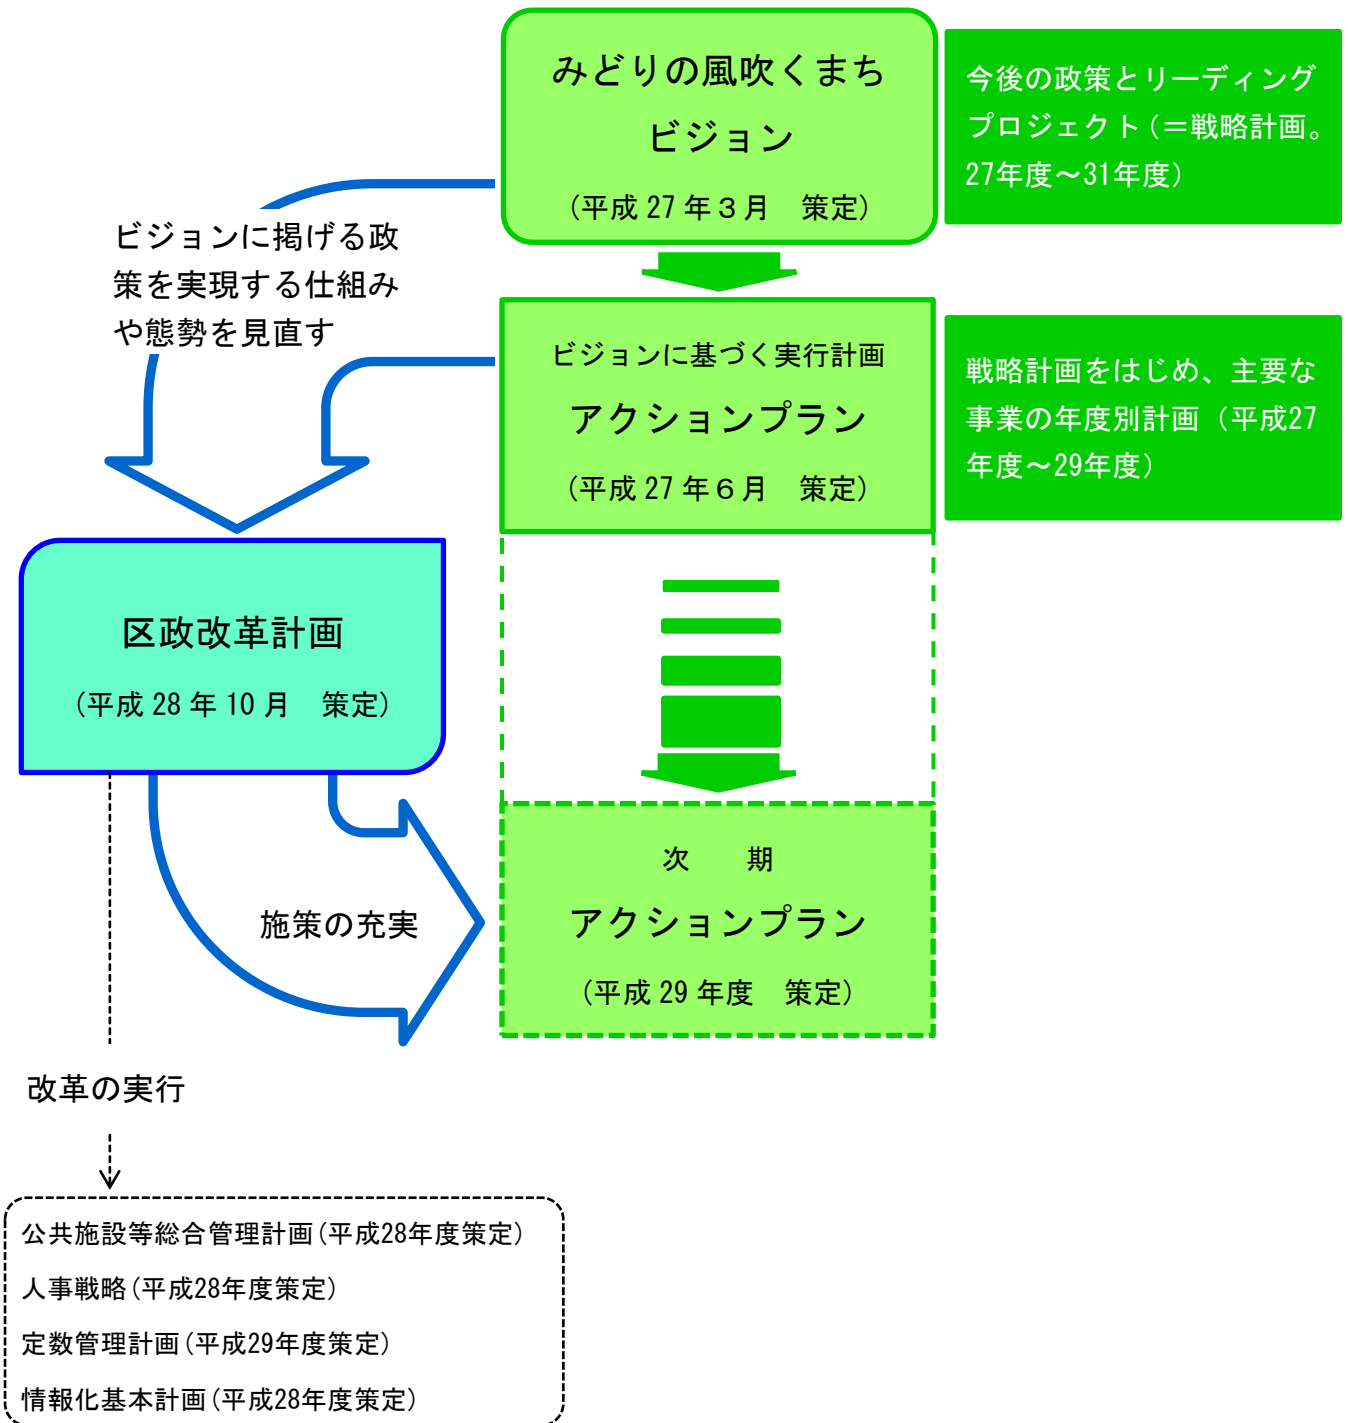 みどりの風吹くまち
ビジョン
(平成27年3月　策定)
今後の政策とリーディング
プロジェクト(=戦略計画。
27年度~31年度)
ビジョンに掲げる政
策を実現する仕組み
や態勢を見直す
ビジョンに基づく実行計画
アクションプラン
(平成27年6月　策定)
戦略計画をはじめ、主要な
事業の年度別計画(平成27
年度~29年度)
区政改革計画
(平成28年10月　策定)
次　期
アクションプラン
(平成29年度　策定)
施策の充実
改革の実行
公共施設等総合管理計画(平成28年度策定)
人事戦略(平成28年度策定)
定数管理計画(平成29年度策定)
情報化基本計画(平成28年度策定)